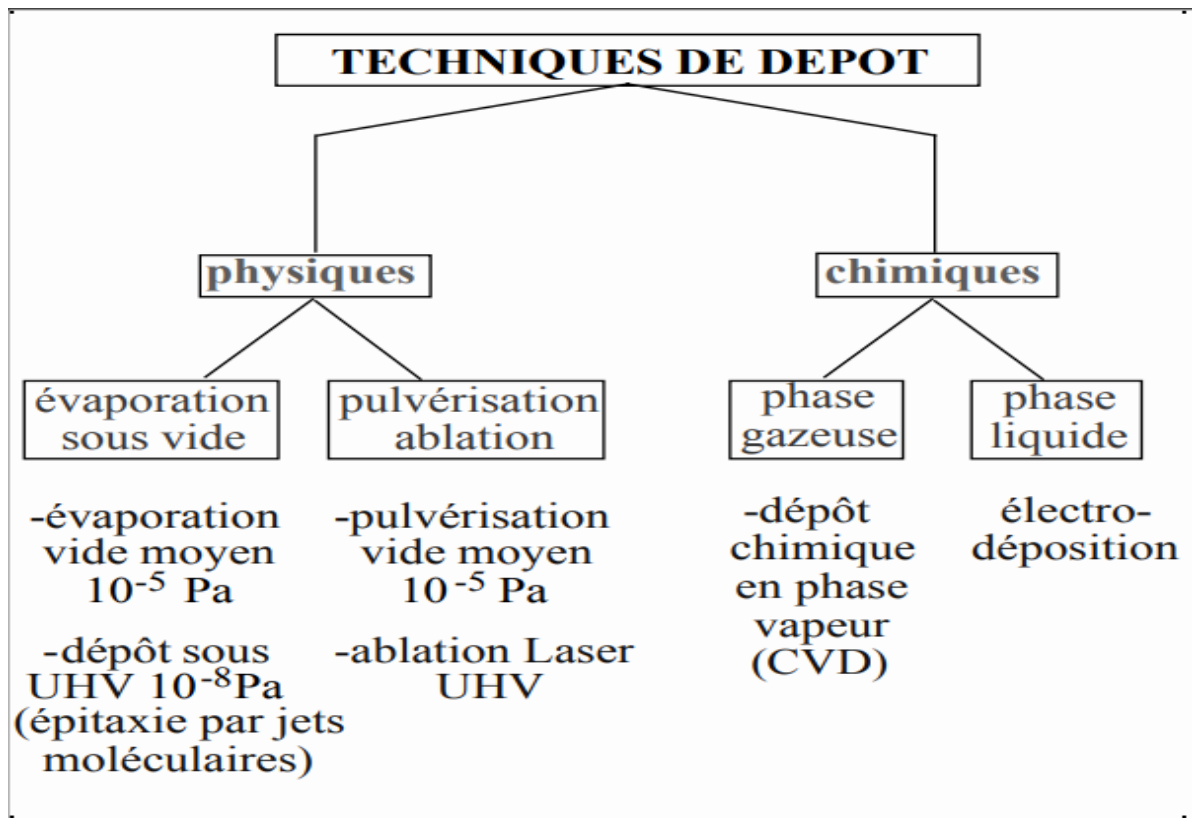 TECHNIQUES DE DEPOT
physiques
chimiques
évaporation
sous vide
pulvérisation
ablation
phase
gazeuse
phase
liquide
-évaporation
vide moyen
10⁻⁵ Pa
-dépôt sous
UHV 10⁻⁸Pa
(épitaxie par jets
moléculaires)
-pulvérisation
vide moyen
10⁻⁵ Pa
-ablation Laser
UHV
-dépôt
chimique
en phase
vapeur
(CVD)
électro-
déposition